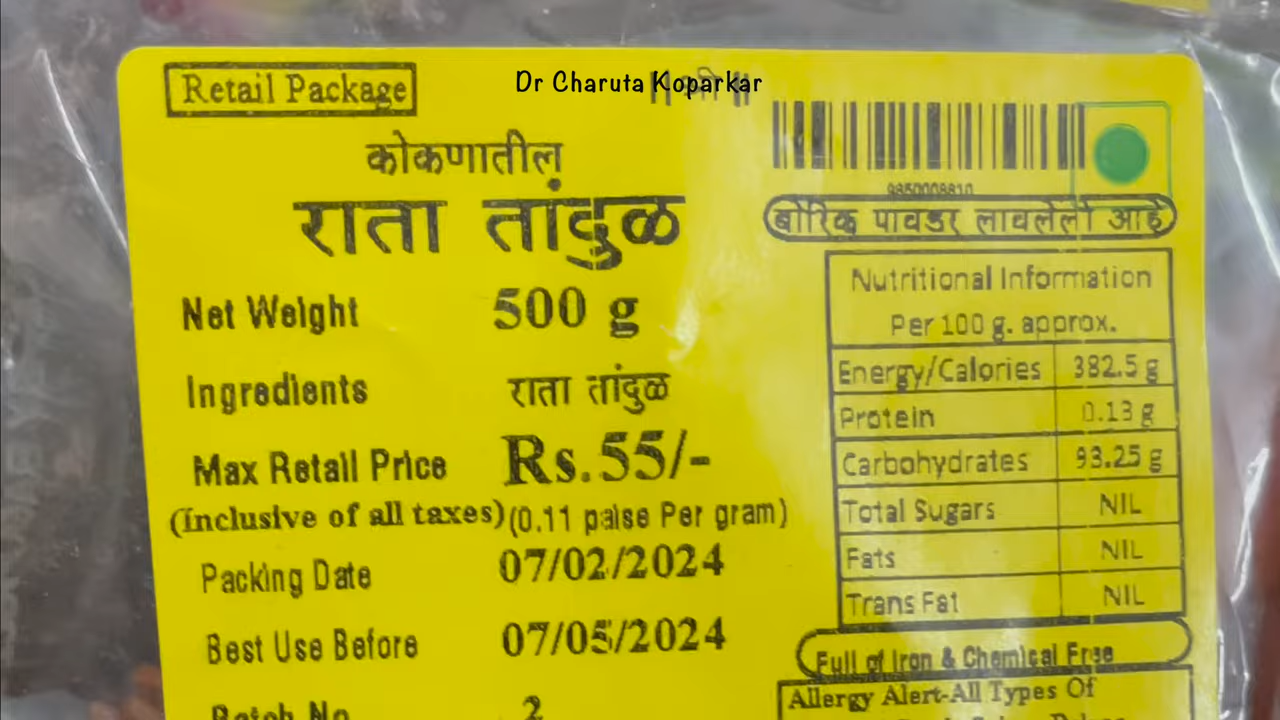 Retail Package
Dr Charuta Koparkar
9850008810
कोकणातील
राता तांदुळ
बोरिक पावडर लावलेली आहे
Net Weight 500 g
Ingredients राता तांदुळ
Max Retail Price Rs.55/-
(Inclusive of all taxes) (0.11 paise Per gram)
Packing Date 07/02/2024
Best Use Before 07/05/2024
Batch No 2
Nutritional Information
Per 100 g. approx.
Energy/Calories 382.5 g
Protein 0.13 g
Carbohydrates 93.25 g
Total Sugars NIL
Fats NIL
Trans Fat NIL
Full of Iron & Chemical Free
Allergy Alert-All Types Of